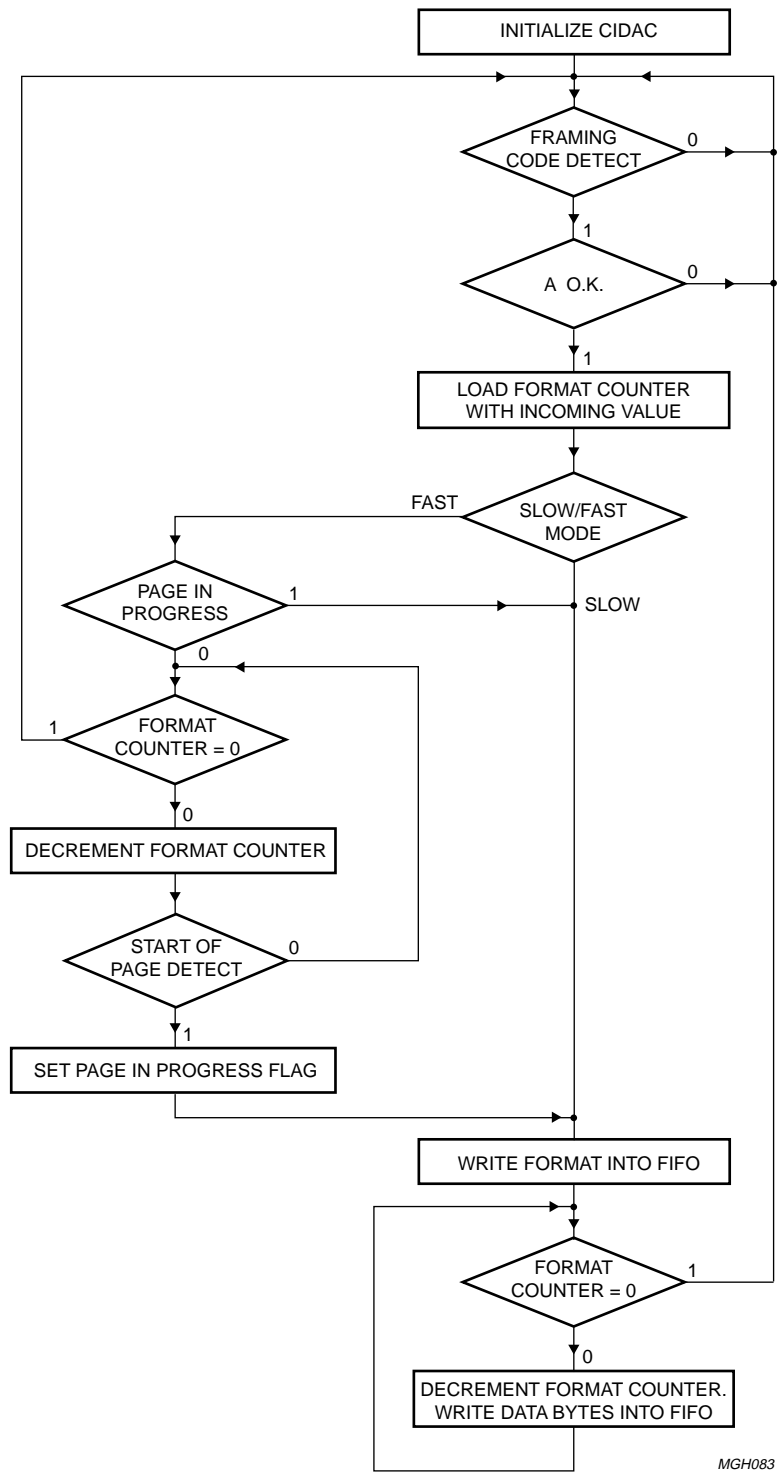 INITIALIZE CIDAC
FRAMING
CODE DETECT
0
1
A O.K.
0
1
LOAD FORMAT COUNTER
WITH INCOMING VALUE
FAST
SLOW/FAST
MODE
PAGE IN
PROGRESS
1
SLOW
0
1
FORMAT
COUNTER = 0
0
DECREMENT FORMAT COUNTER
START OF
PAGE DETECT
0
1
SET PAGE IN PROGRESS FLAG
WRITE FORMAT INTO FIFO
FORMAT
COUNTER = 0
1
0
DECREMENT FORMAT COUNTER.
WRITE DATA BYTES INTO FIFO
MGH083